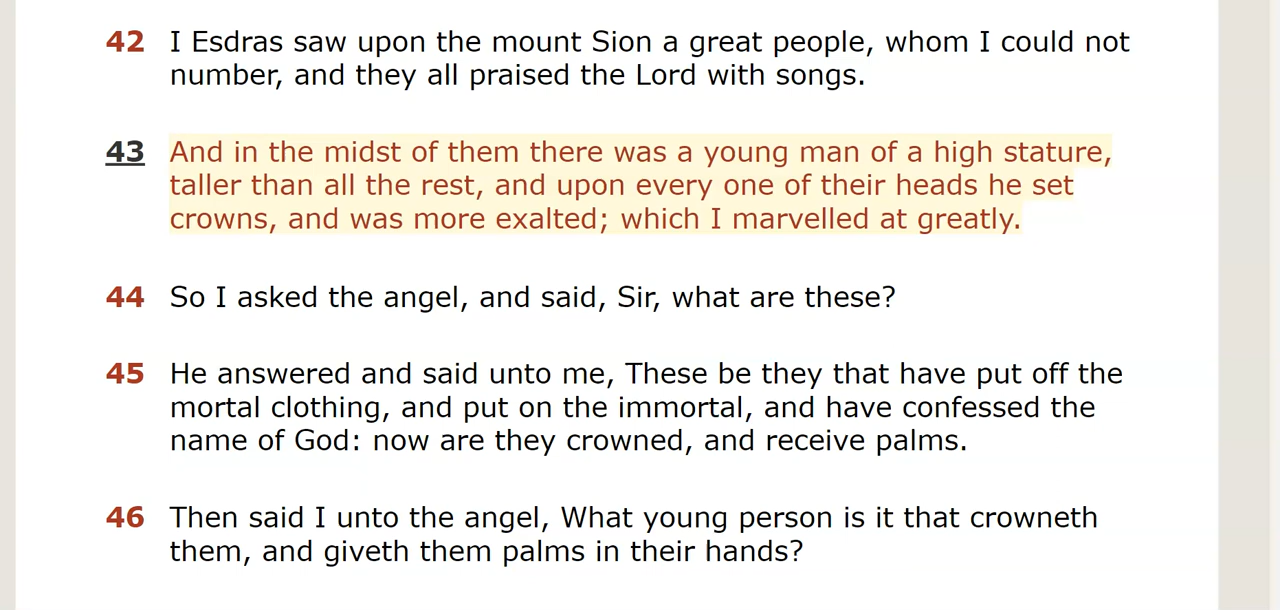 42 I Esdras saw upon the mount Sion a great people, whom I could not
number, and they all praised the Lord with songs.
43 And in the midst of them there was a young man of a high stature,
taller than all the rest, and upon every one of their heads he set
crowns, and was more exalted; which I marvelled at greatly.
44 So I asked the angel, and said, Sir, what are these?
45 He answered and said unto me, These be they that have put off the
mortal clothing, and put on the immortal, and have confessed the
name of God: now are they crowned, and receive palms.
46 Then said I unto the angel, What young person is it that crowneth
them, and giveth them palms in their hands?